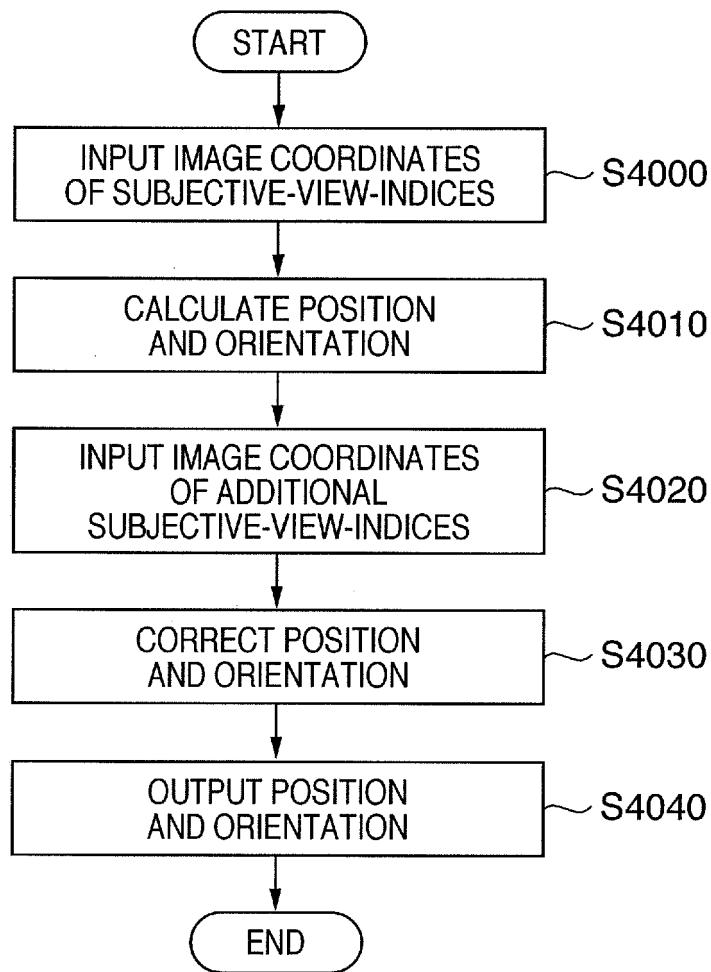 START
INPUT IMAGE COORDINATES
OF SUBJECTIVE-VIEW-INDICES
S4000
CALCULATE POSITION
AND ORIENTATION
S4010
INPUT IMAGE COORDINATES
OF ADDITIONAL
SUBJECTIVE-VIEW-INDICES
S4020
CORRECT POSITION
AND ORIENTATION
S4030
OUTPUT POSITION
AND ORIENTATION
S4040
END